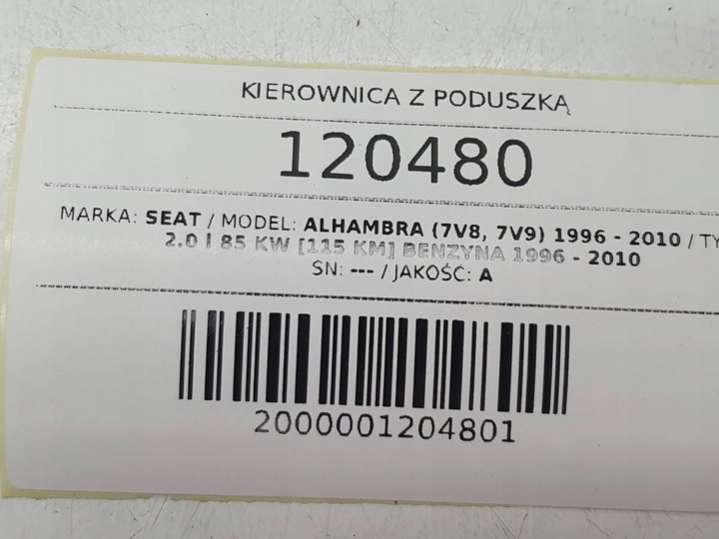 KIEROWNICA Z PODUSZKĄ
120480
MARKA: SEAT / MODEL: ALHAMBRA (7V8, 7V9) 1996 - 2010 / TY
2.0 i 85 KW [115 KM] BENZYNA 1996 - 2010
SN: --- / JAKOŚĆ: A
2000001204801